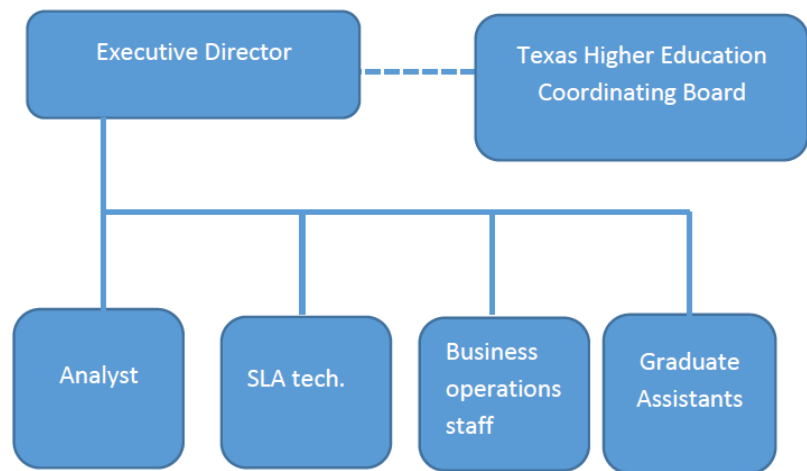 Executive Director
Texas Higher Education
Coordinating Board
Analyst
SLA tech.
Business
operations
staff
Graduate
Assistants